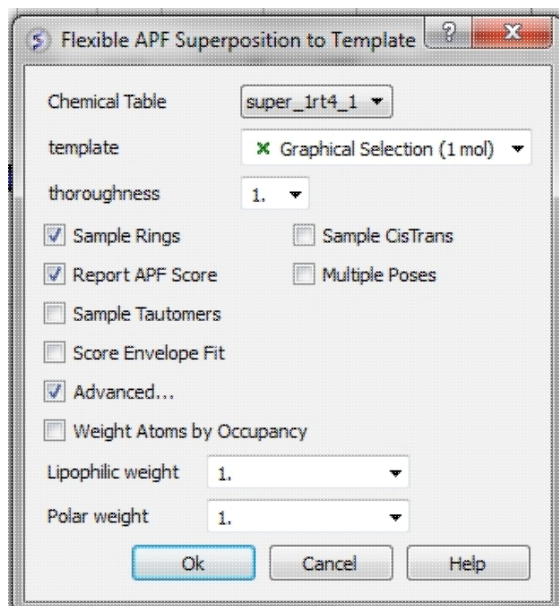 Flexible APF Superposition to Template
Chemical Table super_1rt4_1
template Graphical Selection (1 mol)
thoroughness 1.
Sample Rings Sample CisTrans
Report APF Score Multiple Poses
Sample Tautomers
Score Envelope Fit
Advanced...
Weight Atoms by Occupancy
Lipophilic weight 1.
Polar weight 1.
Ok Cancel Help